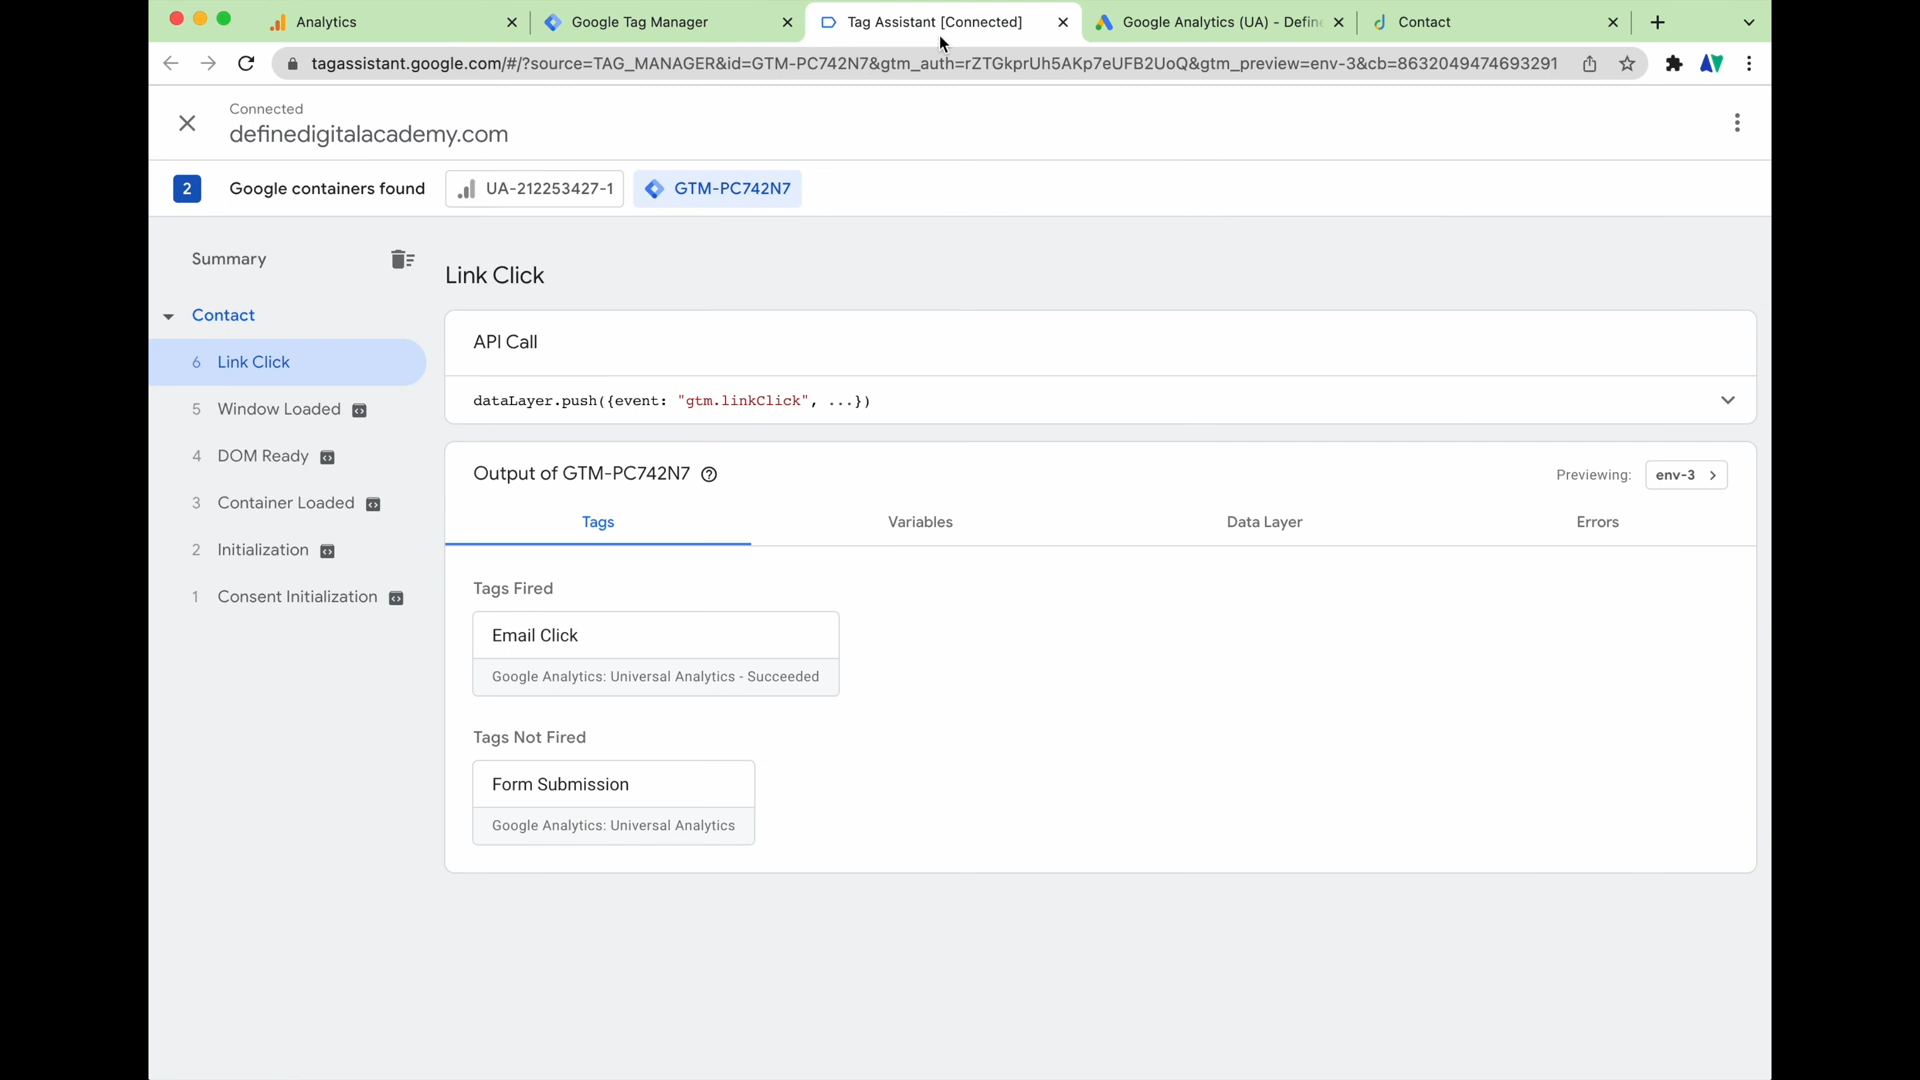 Analytics
Google Tag Manager
Tag Assistant [Connected]
Google Analytics (UA) - Define
Contact
tagassistant.google.com/#/?source=TAG_MANAGER&id=GTM-PC742N7&gtm_auth=rZTGkprUh5AKp7eUFB2UoQ&gtm_preview=env-3&cb=8632049474693291
Connected
definedigitalacademy.com
2 Google containers found UA-212253427-1 GTM-PC742N7
Summary
Contact
6 Link Click
5 Window Loaded
4 DOM Ready
3 Container Loaded
2 Initialization
1 Consent Initialization
Link Click
API Call
dataLayer.push({event: "gtm.linkClick", ...})
Output of GTM-PC742N7
Previewing: env-3
Tags Variables Data Layer Errors
Tags Fired
Email Click
Google Analytics: Universal Analytics - Succeeded
Tags Not Fired
Form Submission
Google Analytics: Universal Analytics